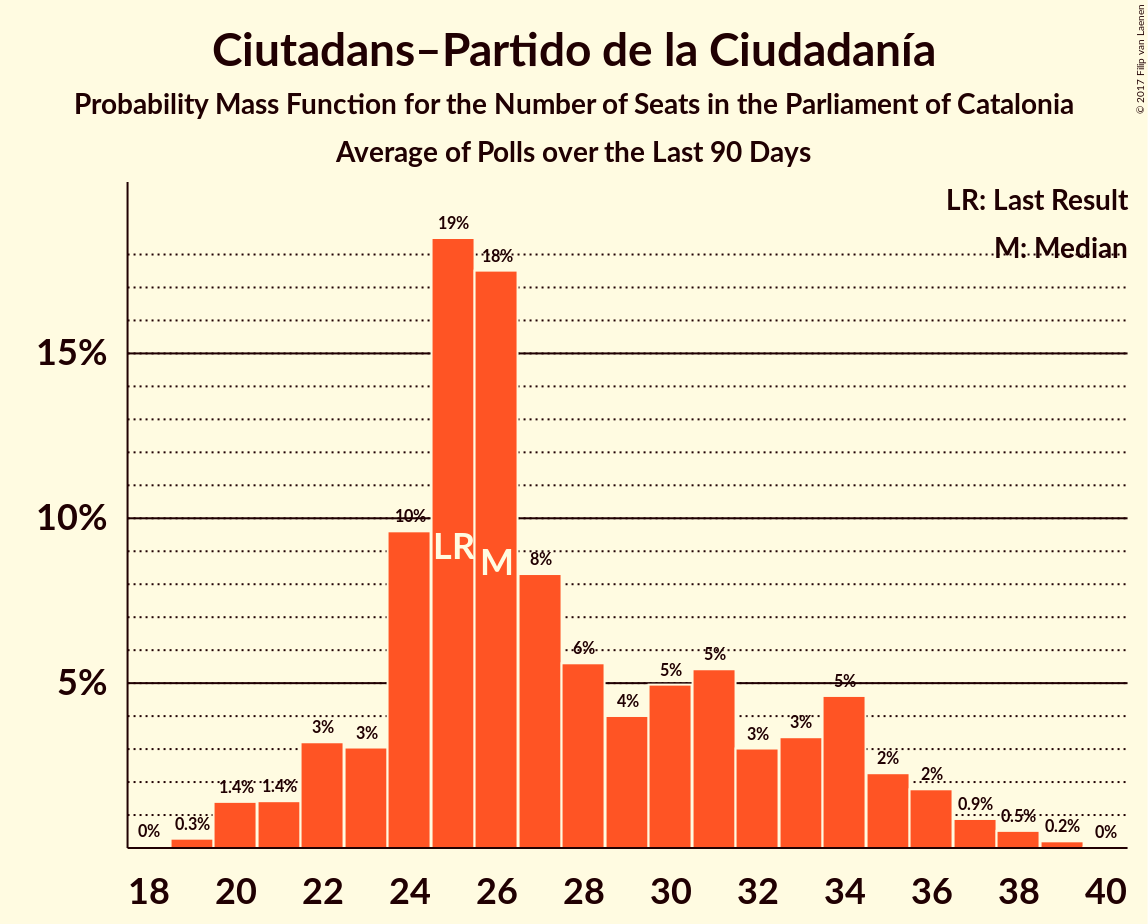 Ciutadans–Partido de la Ciudadanía
Probability Mass Function for the Number of Seats in the Parliament of Catalonia
Average of Polls over the Last 90 Days
© 2017 Filip van Laenen
LR: Last Result
M: Median
15%
10%
5%
0%
0.3%
1.4%
1.4%
3%
3%
10%
19%
18%
8%
6%
4%
5%
5%
3%
3%
5%
2%
2%
0.9%
0.5%
0.2%
0%
LR
M
18 20 22 24 26 28 30 32 34 36 38 40